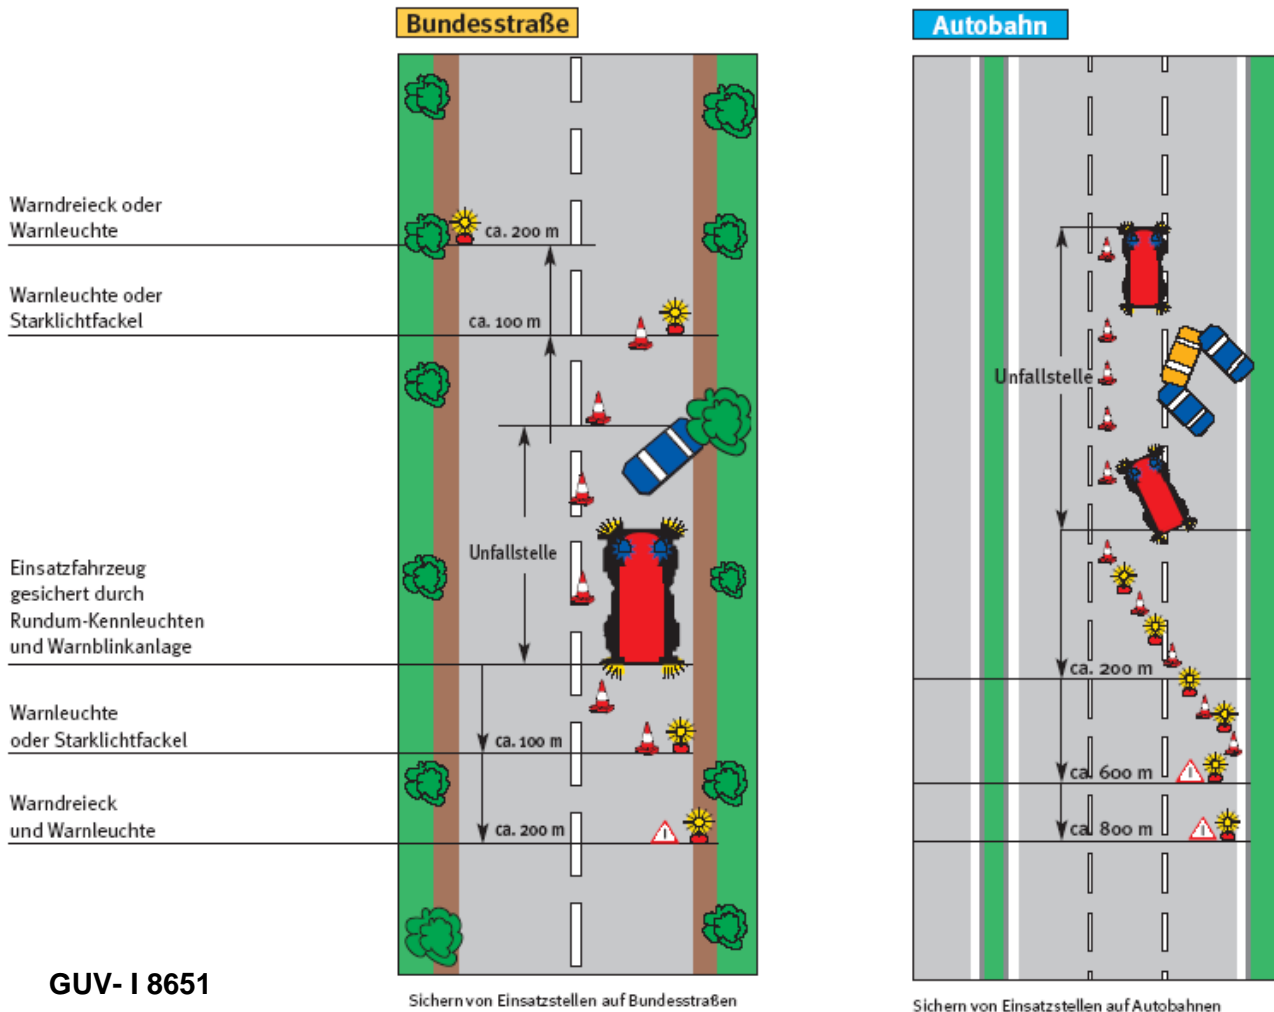 Bundesstraße
Autobahn
Warndreieck oder
Warnleuchte
ca. 200 m
Warnleuchte oder
Starklichtfackel
ca. 100 m
Unfallstelle
Unfallstelle
Einsatzfahrzeug
gesichert durch
Rundum-Kennleuchten
und Warnblinkanlage
ca. 200 m
Warnleuchte
oder Starklichtfackel
ca. 100 m
ca. 600 m
Warndreieck
und Warnleuchte
ca. 200 m
ca. 800 m
GUV- I 8651
Sichern von Einsatzstellen auf Bundesstraßen
Sichern von Einsatzstellen auf Autobahnen